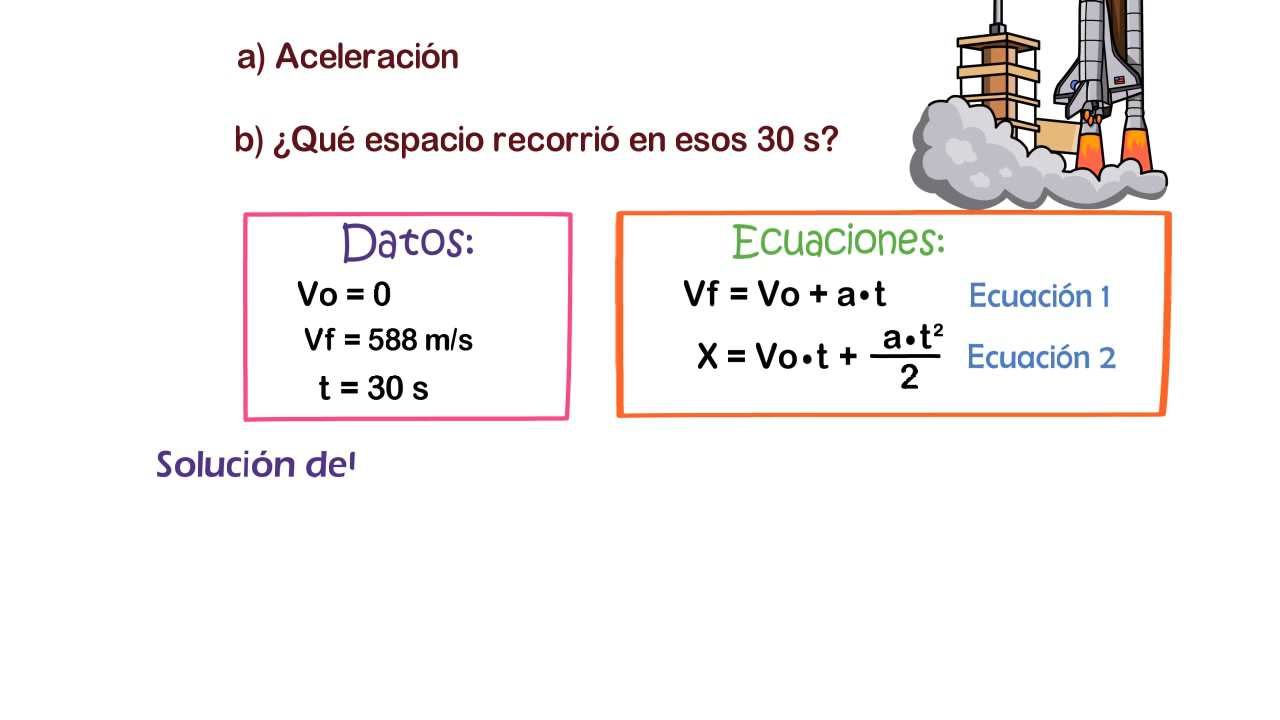 a) Aceleración
b) ¿Qué espacio recorrió en esos 30 s?
Datos:
Vo = 0
Vf = 588 m/s
t = 30 s
Ecuaciones:
Vf = Vo + a•t Ecuación 1
X = Vo•t + a•t²/2 Ecuación 2
Solución de